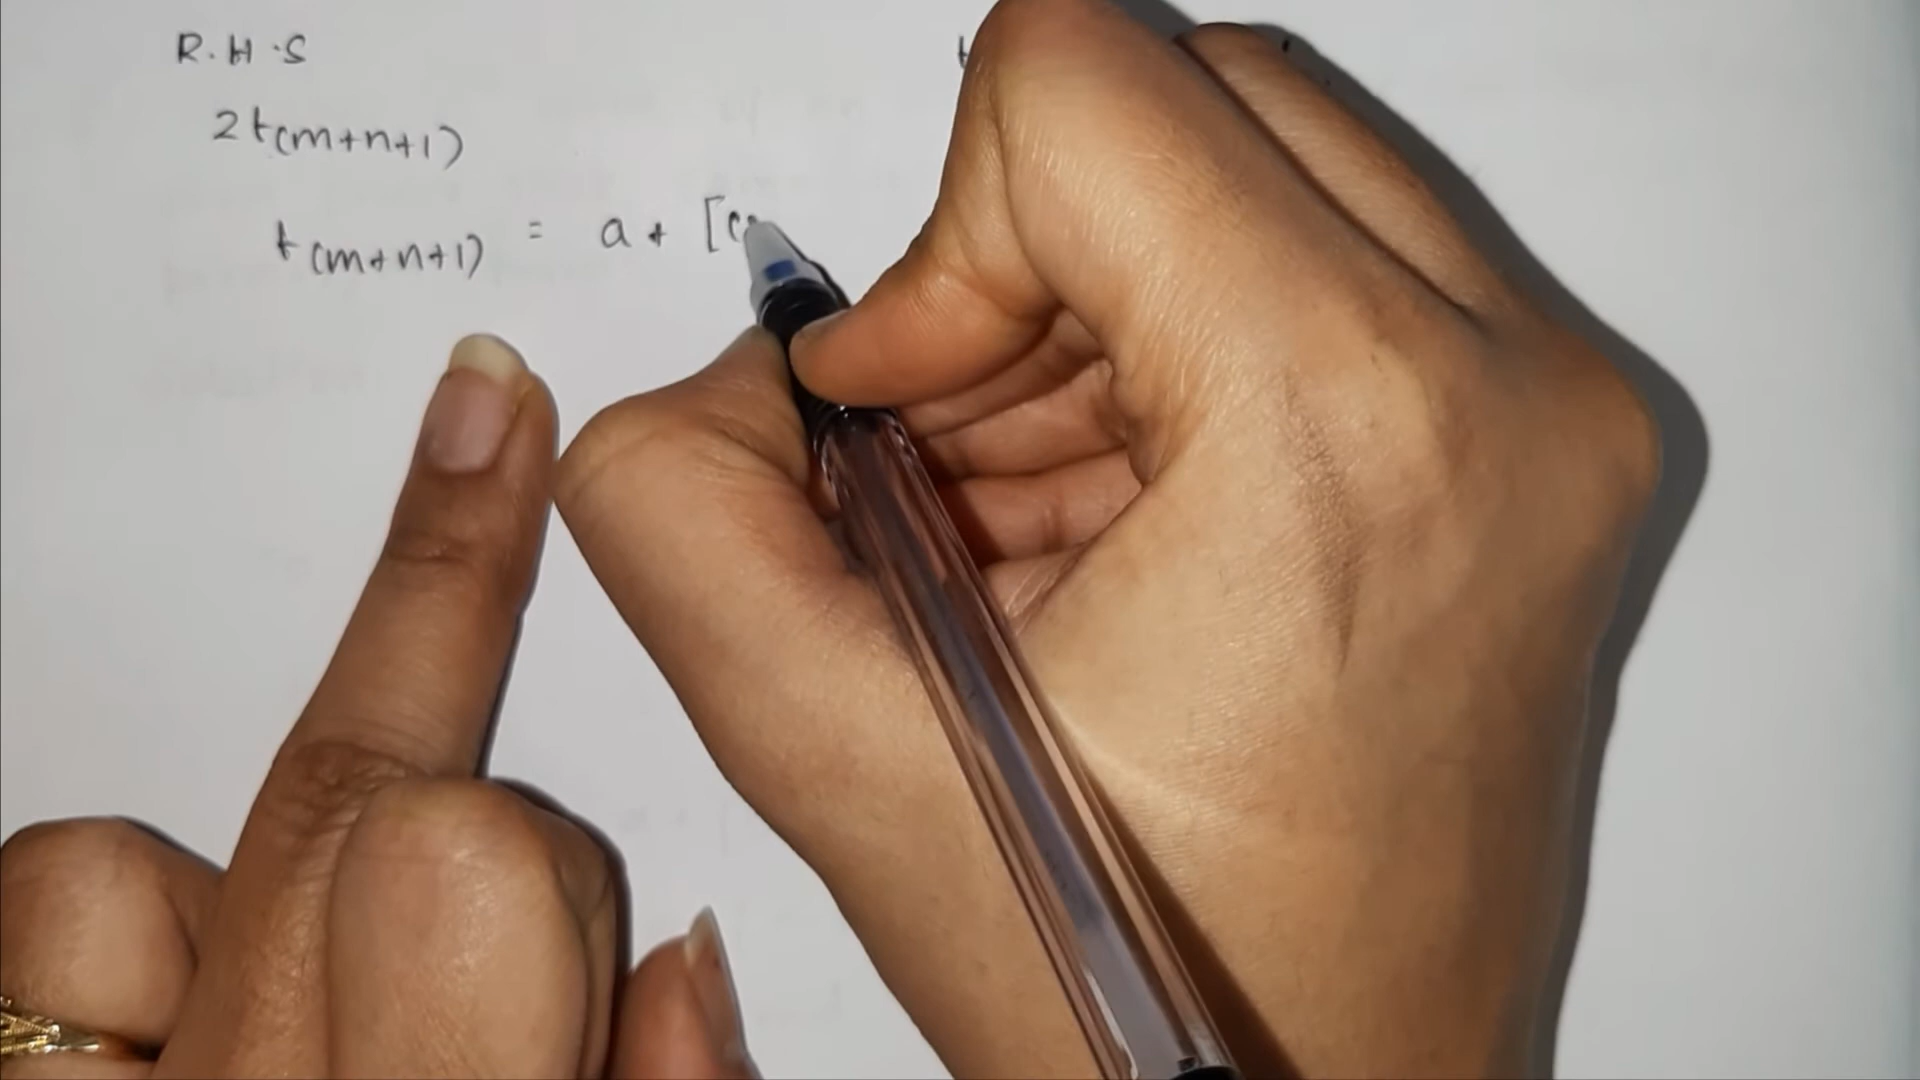 R.H.S
2t(m+n+1)
t(m+n+1) = a + [(